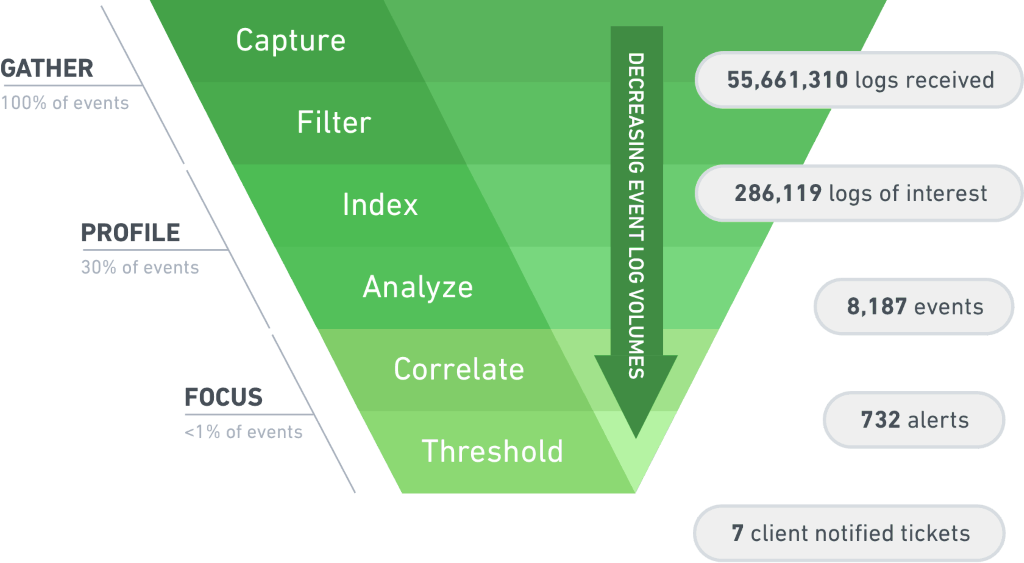 Capture
GATHER
100% of events
55,661,310 logs received
Filter
Index
286,119 logs of interest
PROFILE
30% of events
Analyze
8,187 events
DECREASING EVENT LOG VOLUMES
Correlate
FOCUS
<1% of events
732 alerts
Threshold
7 client notified tickets